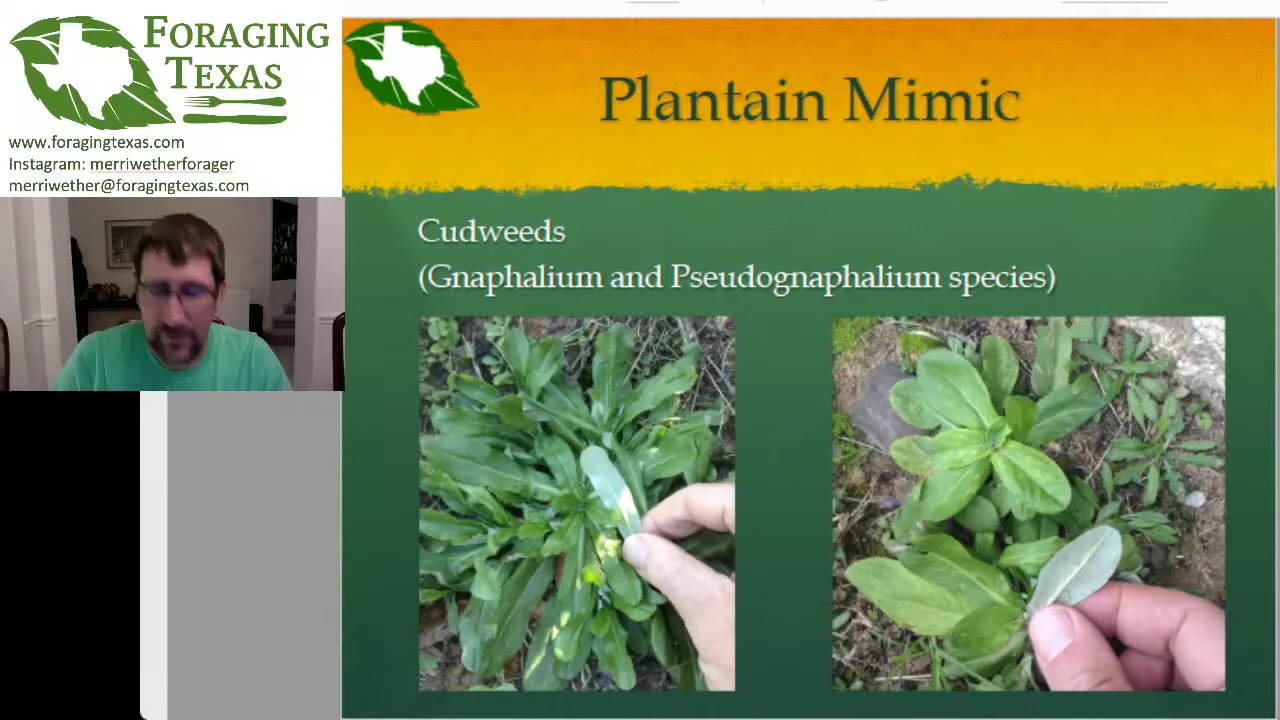 FORAGING
TEXAS
www.foragingtexas.com
Instagram: merriwetherforager
merriwether@foragingtexas.com
Plantain Mimic
Cudweeds
(Gnaphalium and Pseudognaphalium species)